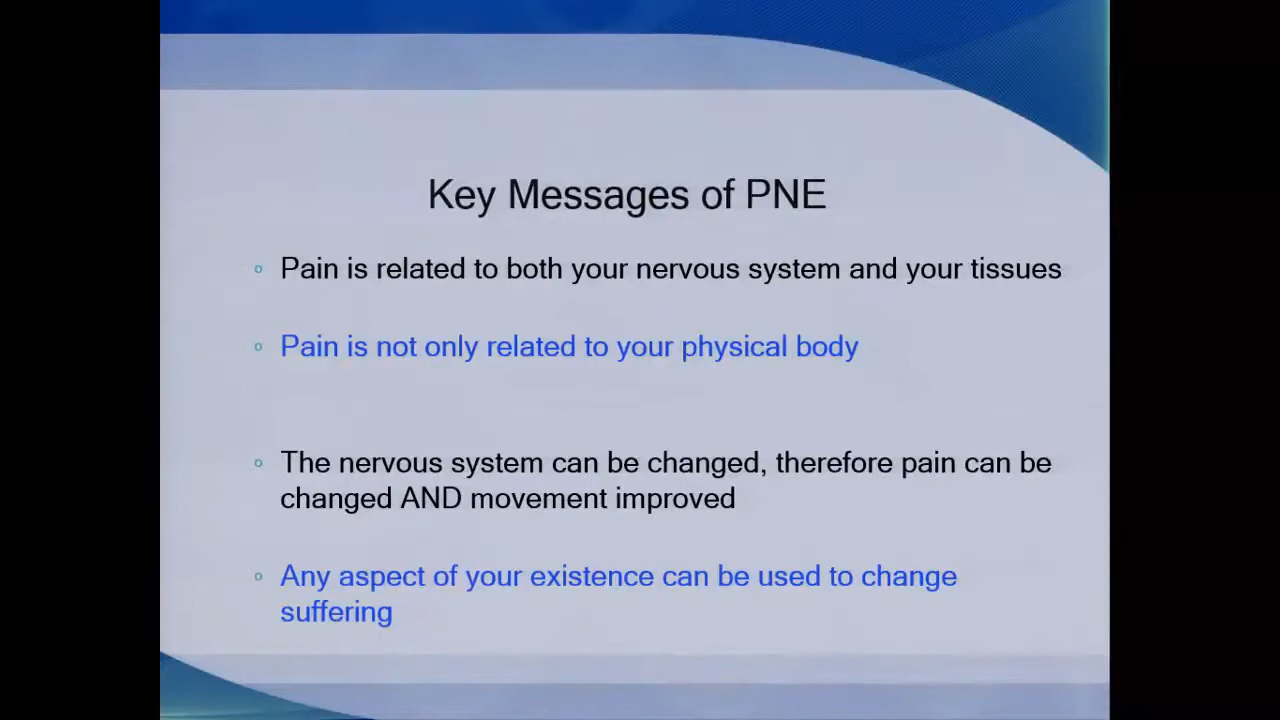 Key Messages of PNE
Pain is related to both your nervous system and your tissues
Pain is not only related to your physical body
The nervous system can be changed, therefore pain can be
changed AND movement improved
Any aspect of your existence can be used to change
suffering